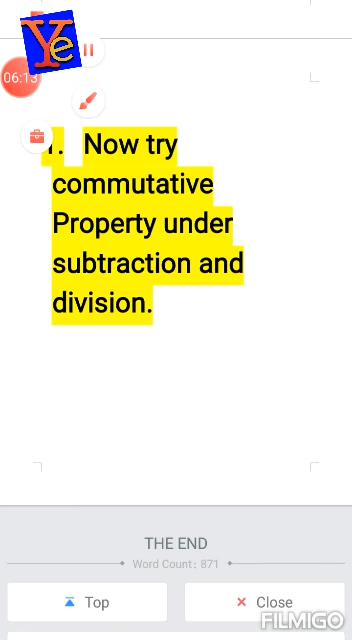 Ye
06:13
1. Now try
commutative
Property under
subtraction and
division.
THE END
Word Count: 871
Top
Close
FILMIGO